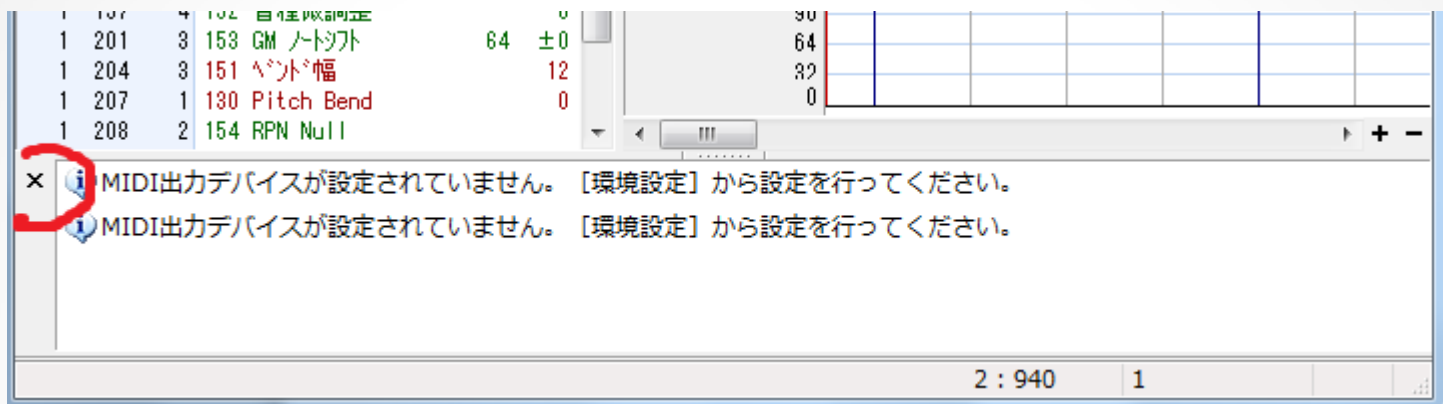 1 201 3 153 GM ﾉｰﾄｼﾌﾄ 64 ±0
1 204 3 151 ﾍﾞﾝﾄﾞ幅 12
1 207 1 130 Pitch Bend 0
1 208 2 154 RPN Null
64
32
0
+ -
× MIDI出力デバイスが設定されていません。［環境設定］から設定を行ってください。
MIDI出力デバイスが設定されていません。［環境設定］から設定を行ってください。
2 : 940 1